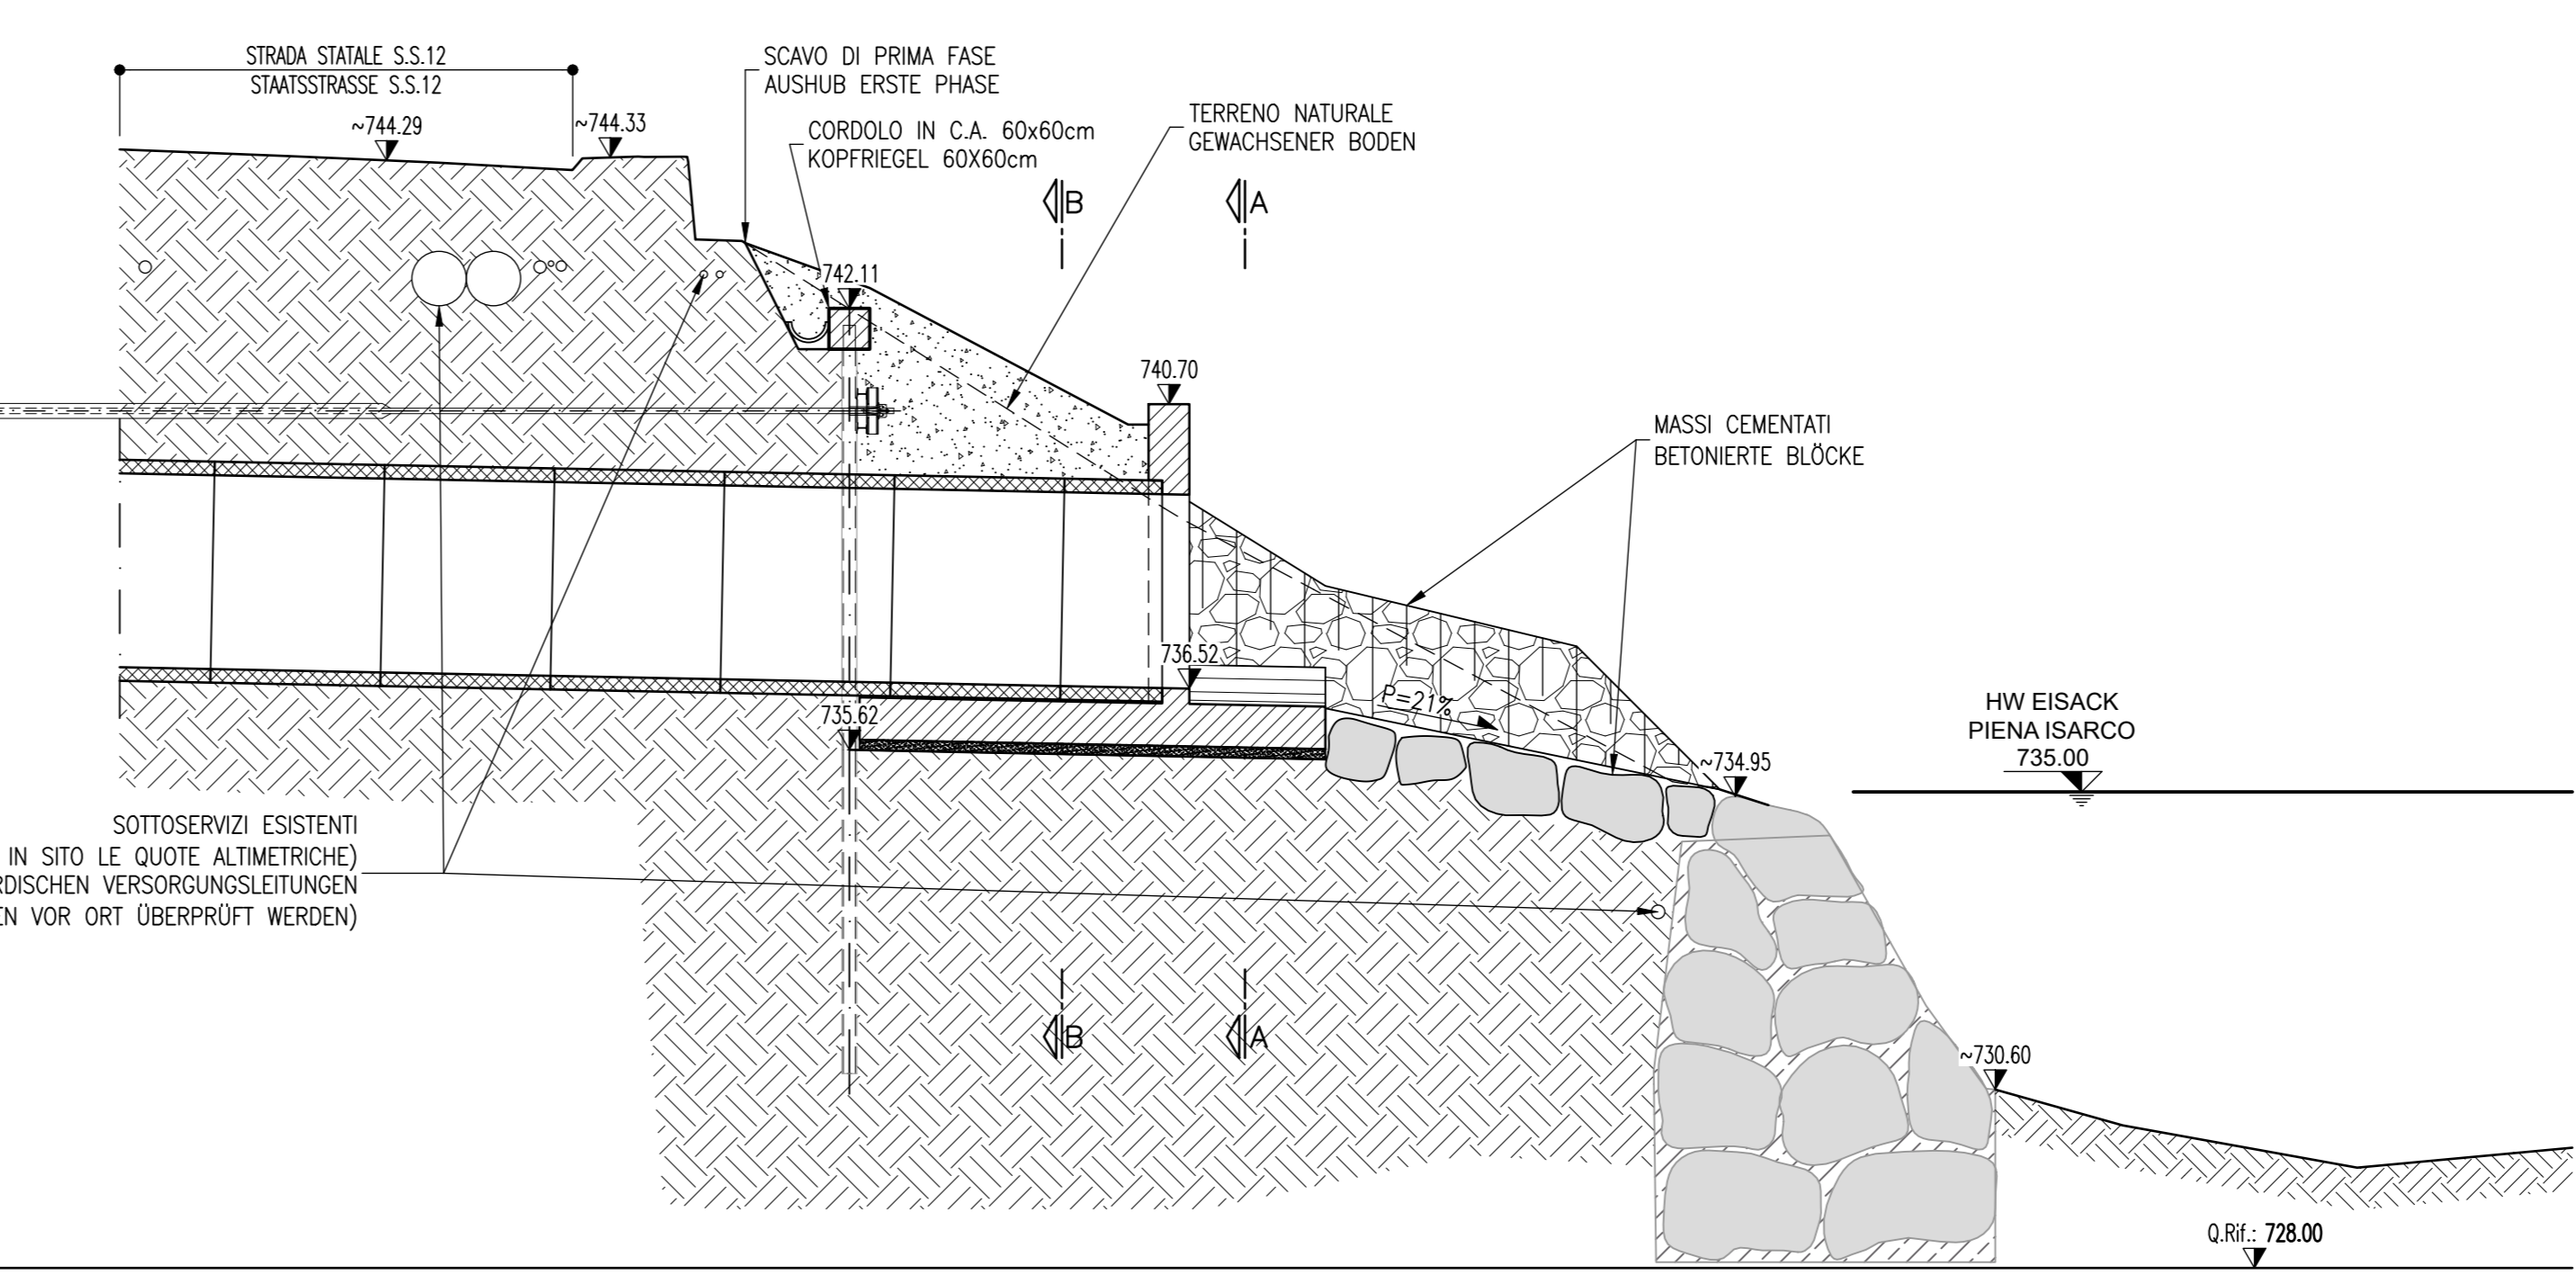 STRADA STATALE S.S.12
STAATSSTRASSE S.S.12
~744.29
~744.33
SCAVO DI PRIMA FASE
AUSHUB ERSTE PHASE
CORDOLO IN C.A. 60x60cm
KOPFRIEGEL 60X60cm
TERRENO NATURALE
GEWACHSENER BODEN
B
A
742.11
740.70
MASSI CEMENTATI
BETONIERTE BLÖCKE
736.52
735.62
P=21%
~734.95
HW EISACK
PIENA ISARCO
735.00
SOTTOSERVIZI ESISTENTI
IN SITO LE QUOTE ALTIMETRICHE)
RDISCHEN VERSORGUNGSLEITUNGEN
EN VOR ORT ÜBERPRÜFT WERDEN)
B
A
~730.60
Q.Rif.: 728.00